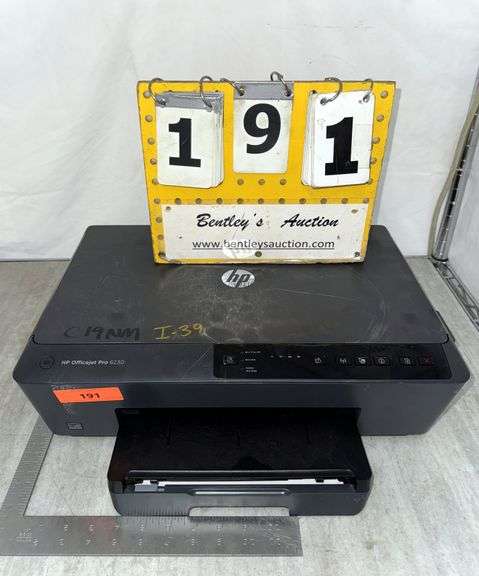 1 9 1
Bentley's Auction
www.bentleysauction.com
hp
C19NM I:39
HP Officejet Pro 6230
191